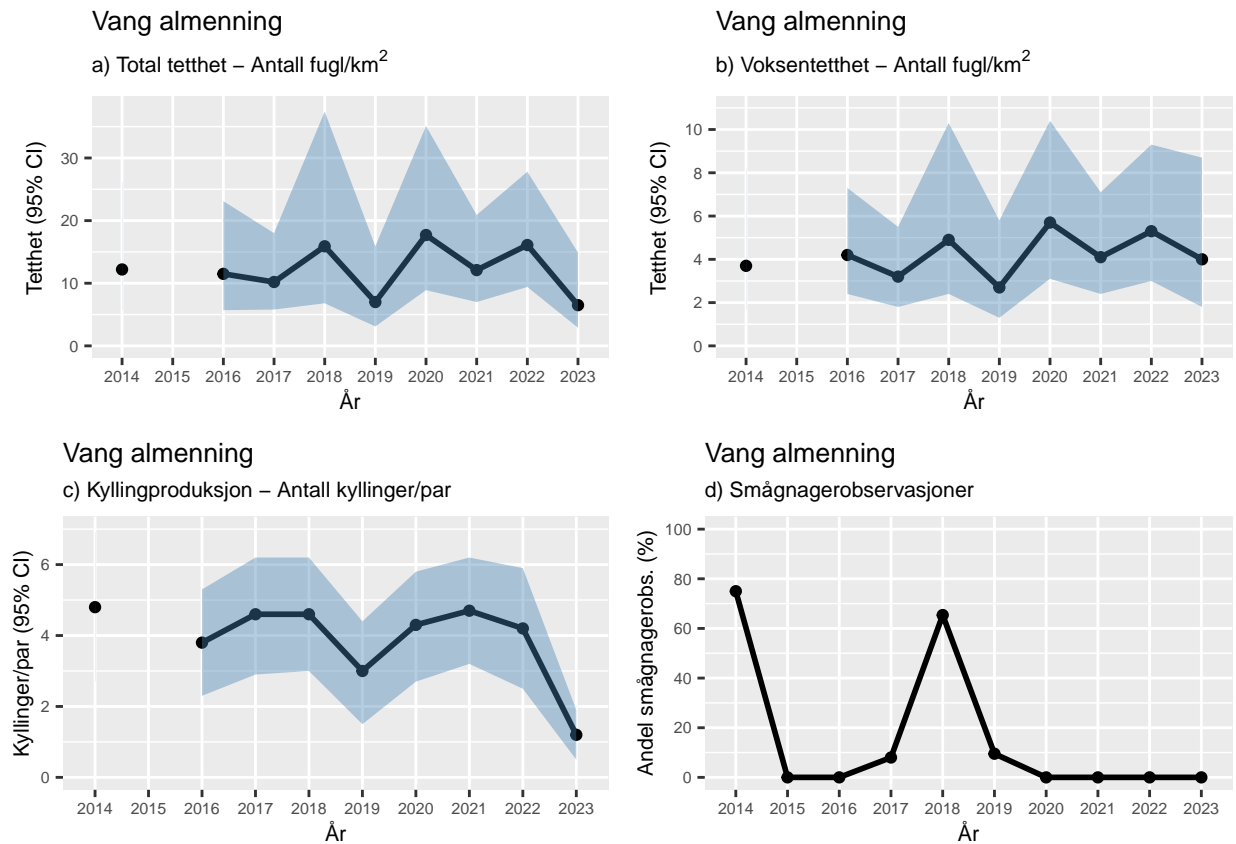 Vang almenning
a) Total tetthet – Antall fugl/km²
Tetthet (95% CI)
30
20
10
0
2014 2015 2016 2017 2018 2019 2020 2021 2022 2023
År
Vang almenning
b) Voksentetthet – Antall fugl/km²
Tetthet (95% CI)
10
8
6
4
2
0
2014 2015 2016 2017 2018 2019 2020 2021 2022 2023
År
Vang almenning
c) Kyllingproduksjon – Antall kyllinger/par
Kyllinger/par (95% CI)
6
4
2
0
2014 2015 2016 2017 2018 2019 2020 2021 2022 2023
År
Vang almenning
d) Smågnagerobservasjoner
Andel smågnagerobs. (%)
100
80
60
40
20
0
2014 2015 2016 2017 2018 2019 2020 2021 2022 2023
År